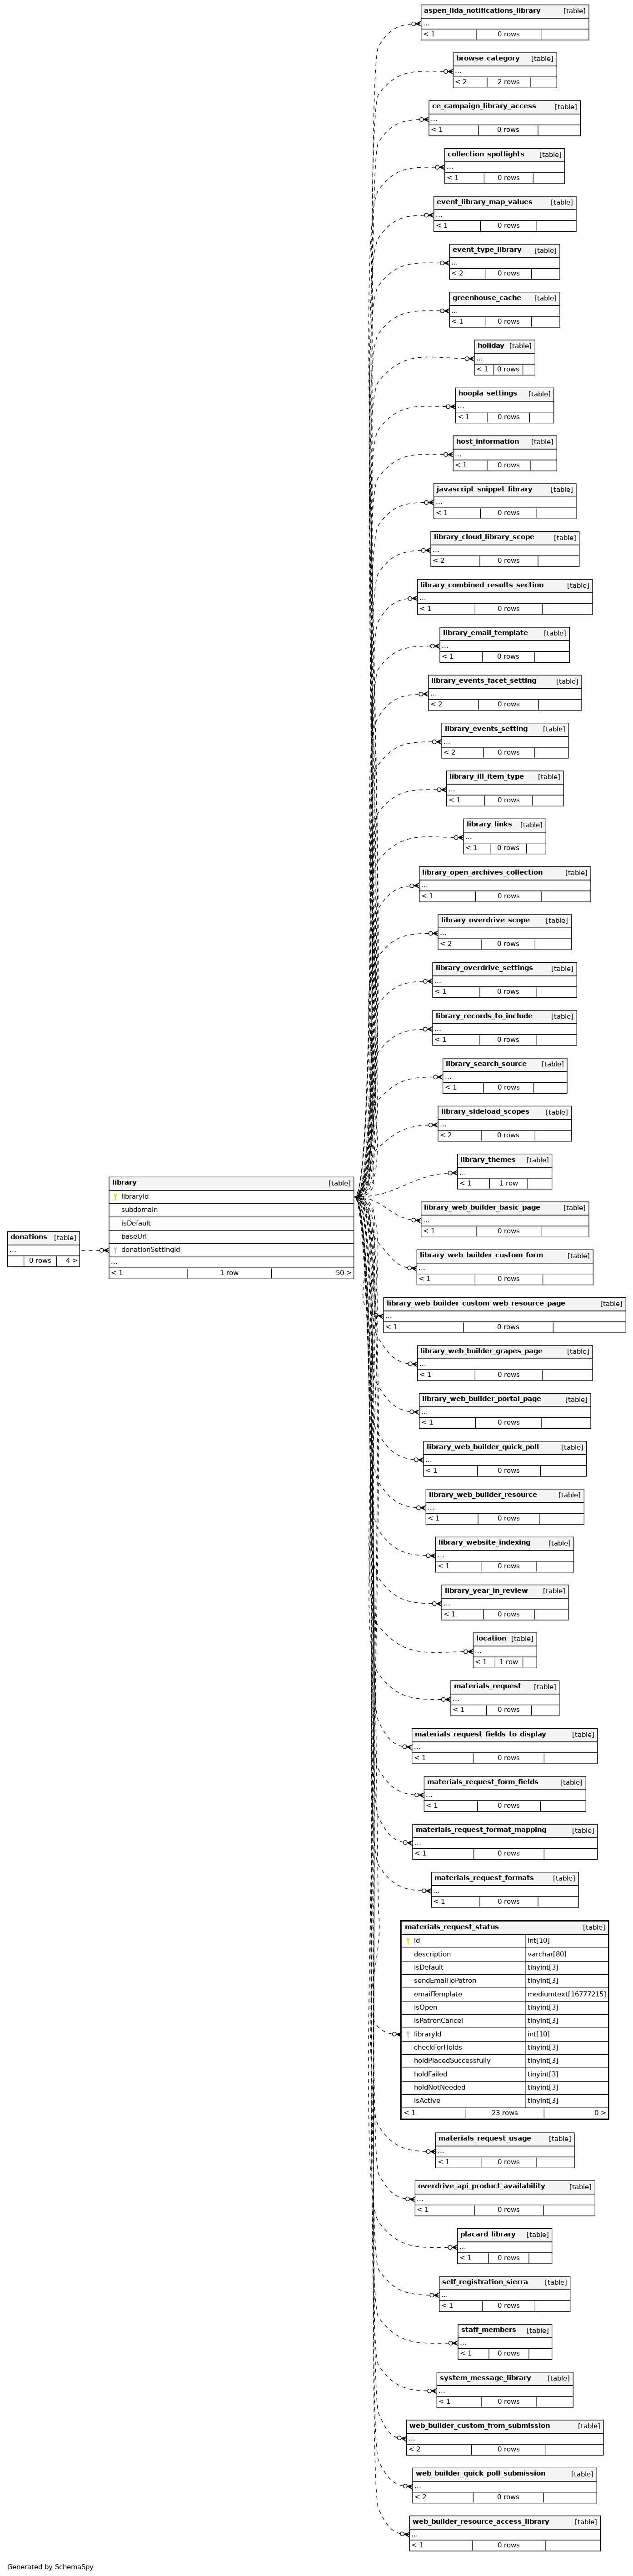 aspen_lida_notifications_library [table]
...
< 1 0 rows
browse_category [table]
...
< 2 2 rows
ce_campaign_library_access [table]
...
< 1 0 rows
collection_spotlights [table]
...
< 1 0 rows
event_library_map_values [table]
...
< 1 0 rows
event_type_library [table]
...
< 2 0 rows
greenhouse_cache [table]
...
< 1 0 rows
holiday [table]
...
< 1 0 rows
hoopla_settings [table]
...
< 1 0 rows
host_information [table]
...
< 1 0 rows
javascript_snippet_library [table]
...
< 1 0 rows
library_cloud_library_scope [table]
...
< 2 0 rows
library_combined_results_section [table]
...
< 1 0 rows
library_email_template [table]
...
< 1 0 rows
library_events_facet_setting [table]
...
< 2 0 rows
library_events_setting [table]
...
< 2 0 rows
library_ill_item_type [table]
...
< 1 0 rows
library_links [table]
...
< 1 0 rows
library_open_archives_collection [table]
...
< 1 0 rows
library_overdrive_scope [table]
...
< 2 0 rows
library_overdrive_settings [table]
...
< 1 0 rows
library_records_to_include [table]
...
< 1 0 rows
library_search_source [table]
...
< 1 0 rows
library_sideload_scopes [table]
...
< 2 0 rows
library_themes [table]
...
< 1 1 row
donations [table]
...
0 rows 4 >
library [table]
libraryId
subdomain
isDefault
baseUrl
donationSettingId
...
< 1 1 row 50 >
library_web_builder_basic_page [table]
...
< 1 0 rows
library_web_builder_custom_form [table]
...
< 1 0 rows
library_web_builder_custom_web_resource_page [table]
...
< 1 0 rows
library_web_builder_grapes_page [table]
...
< 1 0 rows
library_web_builder_portal_page [table]
...
< 1 0 rows
library_web_builder_quick_poll [table]
...
< 1 0 rows
library_web_builder_resource [table]
...
< 1 0 rows
library_website_indexing [table]
...
< 1 0 rows
library_year_in_review [table]
...
< 1 0 rows
location [table]
...
< 1 1 row
materials_request [table]
...
< 1 0 rows
materials_request_fields_to_display [table]
...
< 1 0 rows
materials_request_form_fields [table]
...
< 1 0 rows
materials_request_format_mapping [table]
...
< 1 0 rows
materials_request_formats [table]
...
< 1 0 rows
materials_request_status [table]
id int[10]
description varchar[80]
isDefault tinyint[3]
sendEmailToPatron tinyint[3]
emailTemplate mediumtext[16777215]
isOpen tinyint[3]
isPatronCancel tinyint[3]
libraryId int[10]
checkForHolds tinyint[3]
holdPlacedSuccessfully tinyint[3]
holdFailed tinyint[3]
holdNotNeeded tinyint[3]
isActive tinyint[3]
< 1 23 rows 0 >
materials_request_usage [table]
...
< 1 0 rows
overdrive_api_product_availability [table]
...
< 1 0 rows
placard_library [table]
...
< 1 0 rows
self_registration_sierra [table]
...
< 1 0 rows
staff_members [table]
...
< 1 0 rows
system_message_library [table]
...
< 1 0 rows
web_builder_custom_from_submission [table]
...
< 2 0 rows
web_builder_quick_poll_submission [table]
...
< 2 0 rows
web_builder_resource_access_library [table]
...
< 1 0 rows
Generated by SchemaSpy